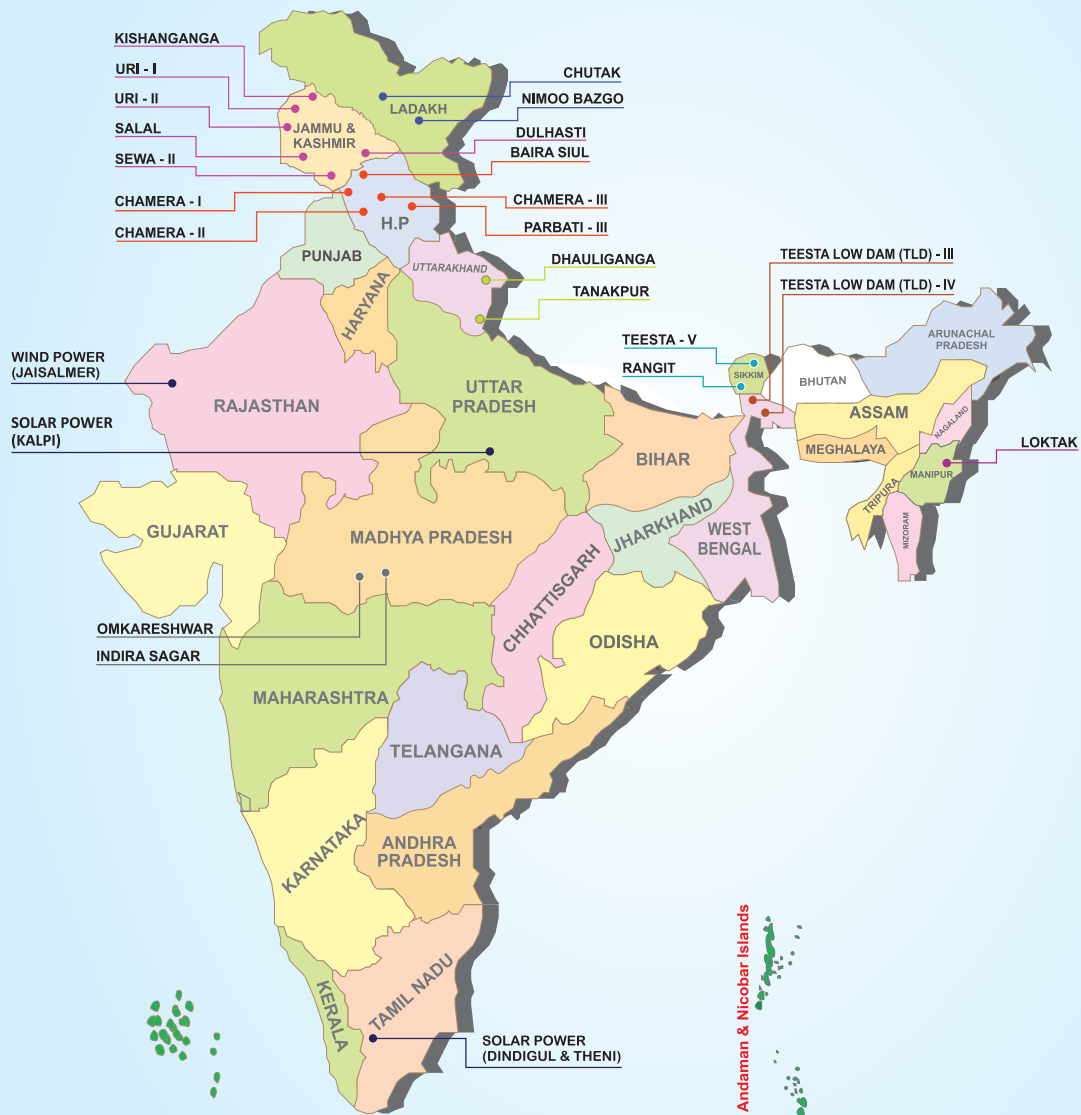 KISHANGANGA
URI - I
URI - II
SALAL
SEWA - II
CHAMERA - I
CHAMERA - II
CHUTAK
NIMOO BAZGO
DULHASTI
BAIRA SIUL
CHAMERA - III
PARBATI - III
LADAKH
JAMMU &
KASHMIR
H.P
PUNJAB
UTTARAKHAND
HARYANA
DHAULIGANGA
TANAKPUR
TEESTA LOW DAM (TLD) - III
TEESTA LOW DAM (TLD) - IV
TEESTA - V
RANGIT
SIKKIM
BHUTAN
ARUNACHAL
PRADESH
ASSAM
NAGALAND
MEGHALAYA
MANIPUR
LOKTAK
TRIPURA
MIZORAM
WIND POWER
(JAISALMER)
SOLAR POWER
(KALPI)
RAJASTHAN
UTTAR
PRADESH
BIHAR
GUJARAT
MADHYA PRADESH
JHARKHAND
WEST
BENGAL
CHHATTISGARH
OMKARESHWAR
INDIRA SAGAR
ODISHA
MAHARASHTRA
TELANGANA
KARNATAKA
ANDHRA
PRADESH
KERALA
TAMIL NADU
SOLAR POWER
(DINDIGUL & THENI)
Andaman & Nicobar Islands